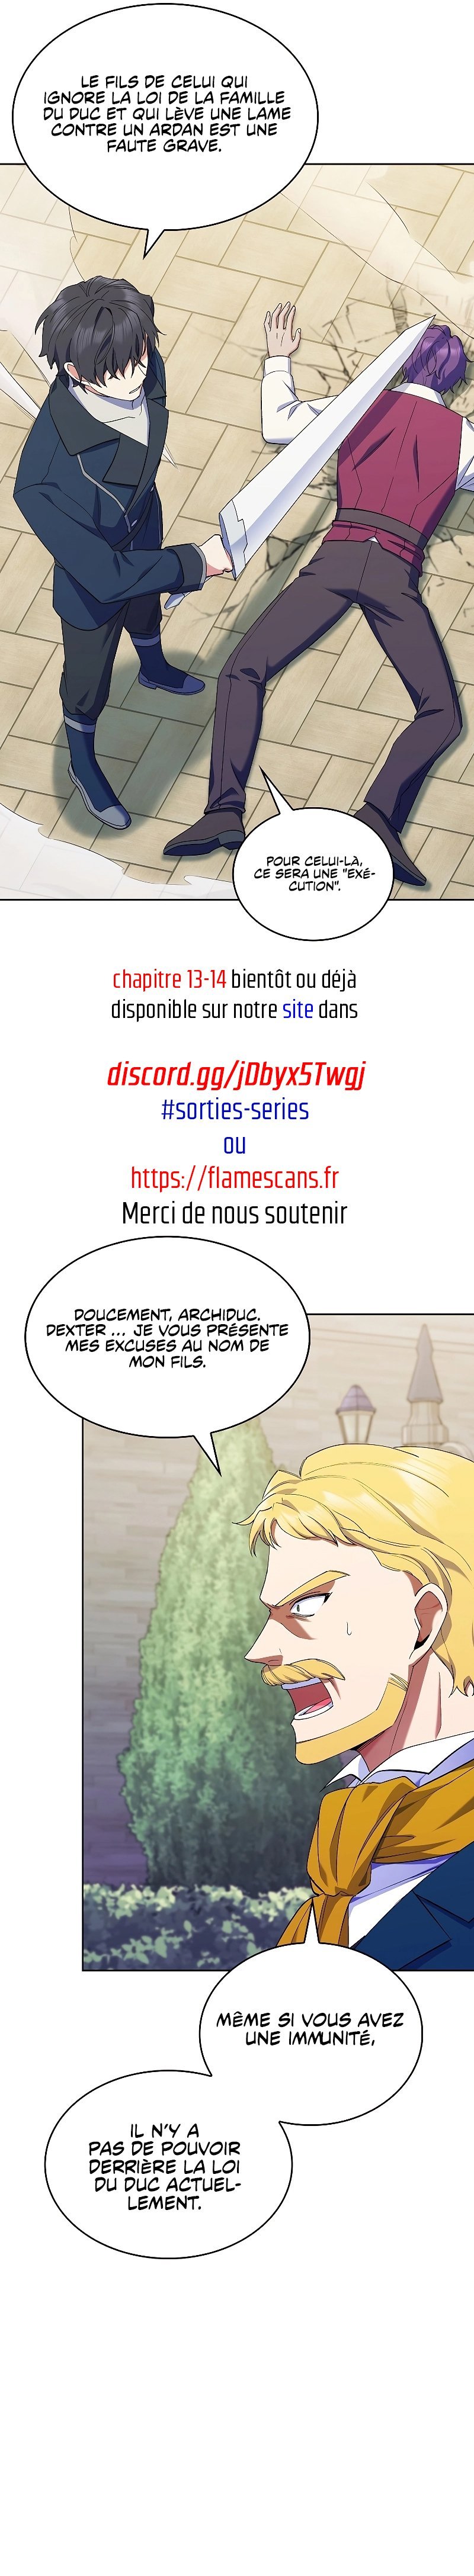 LE FILS DE CELUI QUI
IGNORE LA LOI DE LA FAMILLE
DU DUC ET QUI LÈVE UNE LAME
CONTRE UN ARDAN EST UNE
FAUTE GRAVE.
POUR CELUI-LÀ,
CE SERA UNE "EXÉ-
CUTION".
chapitre 13-14 bientôt ou déjà
disponible sur notre site dans
discord.gg/jDbyx5Twgj
#sorties-series
ou
https://flamescans.fr
Merci de nous soutenir
DOUCEMENT, ARCHIDUC.
DEXTER ... JE VOUS PRÉSENTE
MES EXCUSES AU NOM DE
MON FILS.
MÊME SI VOUS AVEZ
UNE IMMUNITÉ,
IL N'Y A
PAS DE POUVOIR
DERRIÈRE LA LOI
DU DUC ACTUEL-
LEMENT.